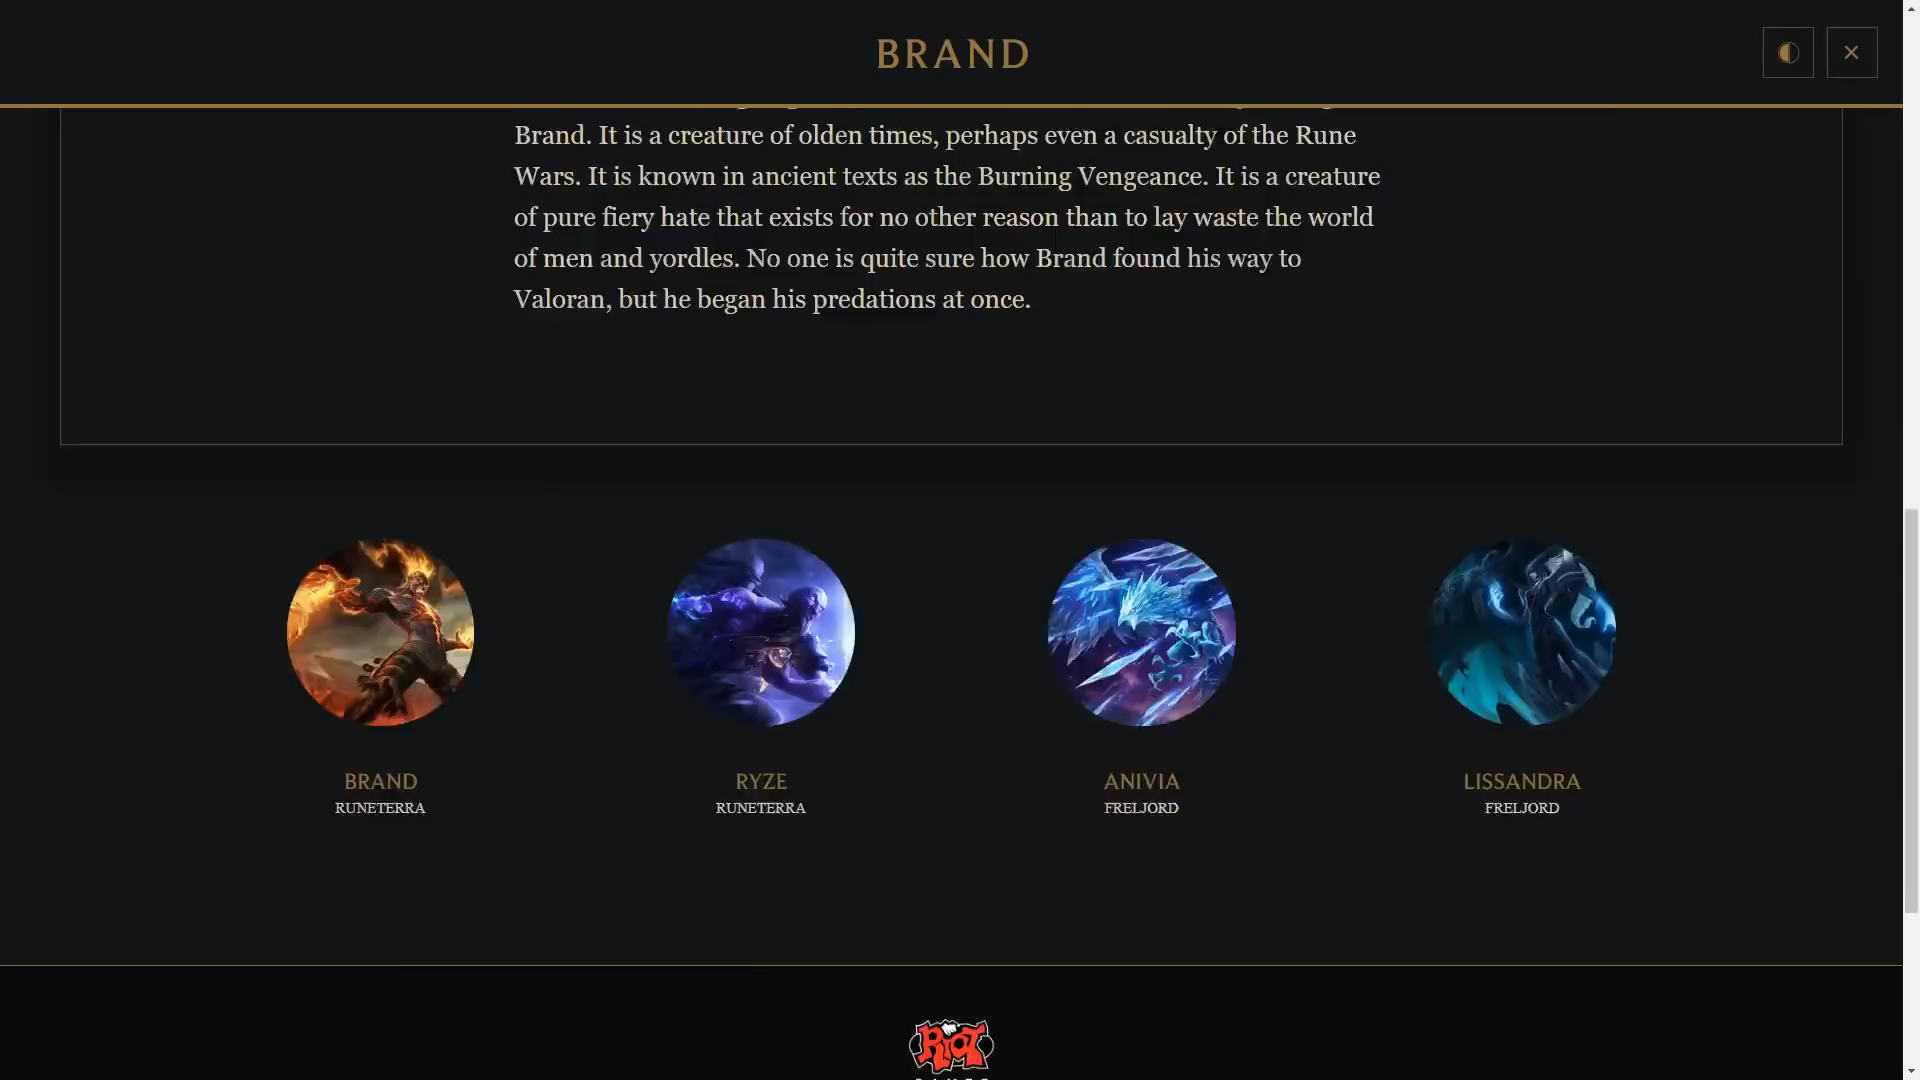 BRAND
Brand. It is a creature of olden times, perhaps even a casualty of the Rune
Wars. It is known in ancient texts as the Burning Vengeance. It is a creature
of pure fiery hate that exists for no other reason than to lay waste the world
of men and yordles. No one is quite sure how Brand found his way to
Valoran, but he began his predations at once.
BRAND
RUNETERRA
RYZE
RUNETERRA
ANIVIA
FRELJORD
LISSANDRA
FRELJORD
RIOT